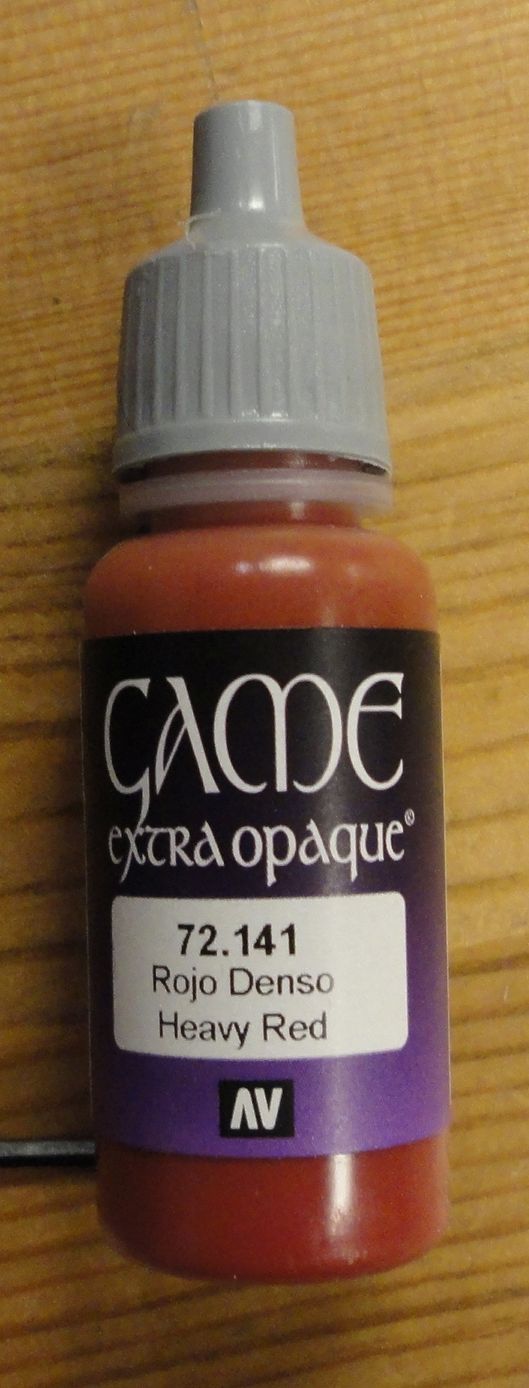 GAME
extra opaque®
72.141
Rojo Denso
Heavy Red
AV